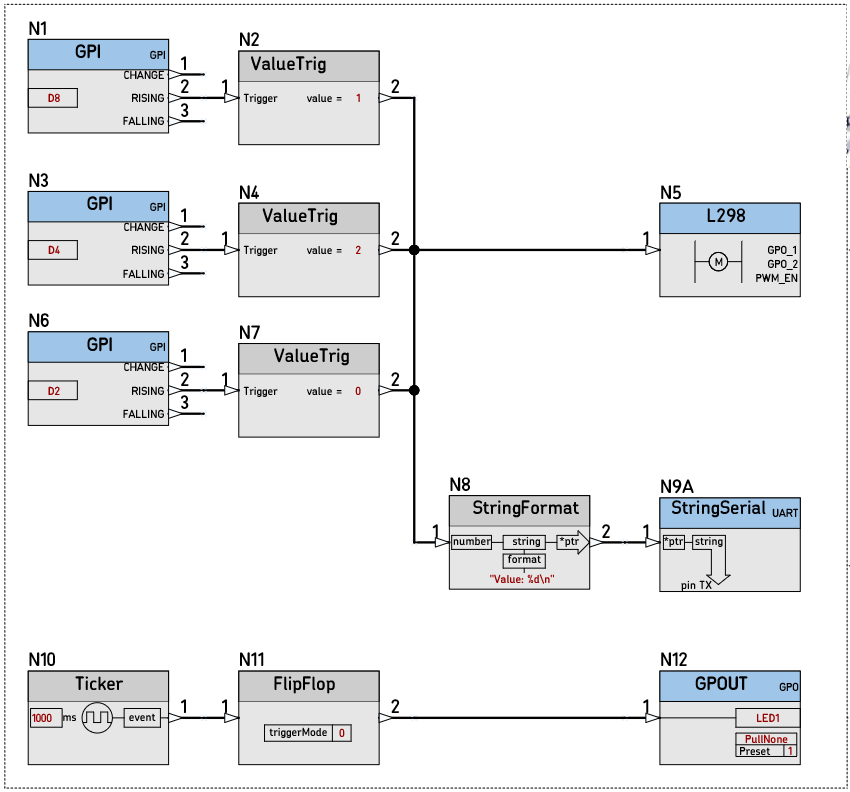 N1
GPI GPI
1
CHANGE
2
D8 RISING
3
FALLING
N2
ValueTrig
1 2
Trigger value = 1
N3
GPI GPI
1
CHANGE
2
D4 RISING
3
FALLING
N4
ValueTrig
1 2
Trigger value = 2
N5
L298
1
M
GPO_1
GPO_2
PWM_EN
N6
GPI GPI
1
CHANGE
2
D2 RISING
3
FALLING
N7
ValueTrig
1 2
Trigger value = 0
N8
StringFormat
1 2
number string *ptr
format
"Value: %d\n"
N9A
StringSerial UART
1
*ptr string
pin TX
N10
Ticker
1
1000 ms event
N11
FlipFlop
1 2
triggerMode 0
N12
GPOUT GPO
1
LED1
PullNone
Preset 1